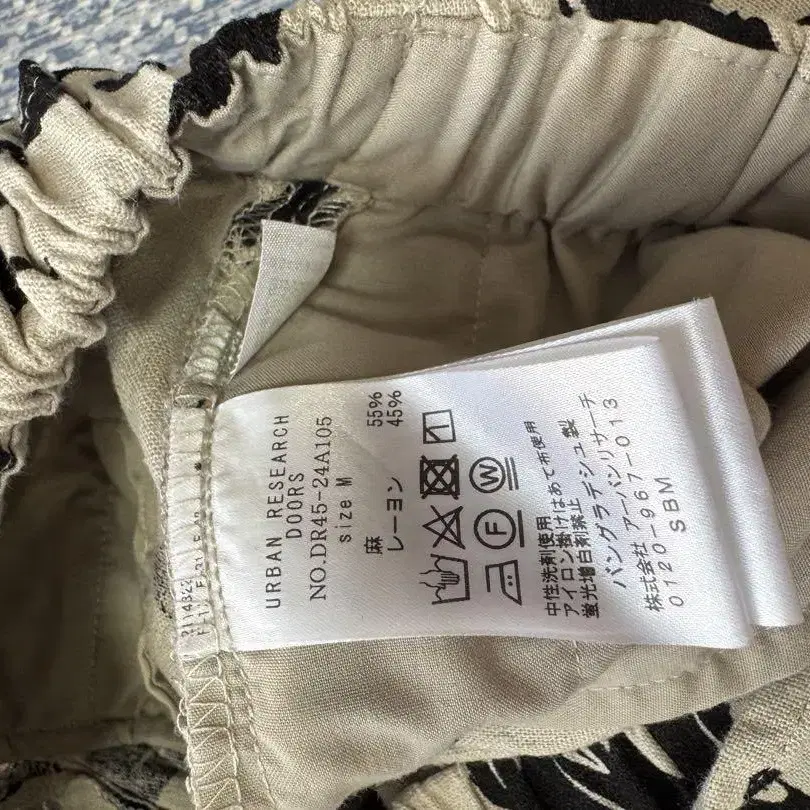 URBAN RESEARCH
DOORS
NO.DR45-24A105
size M
麻 55%
レーヨン 45%
中性洗剤使用
アイロン掛けはあて布使用
蛍光増白剤禁止
バングラデシュ製
株式会社 アーバンリサーチ
0120-967-013
SBM